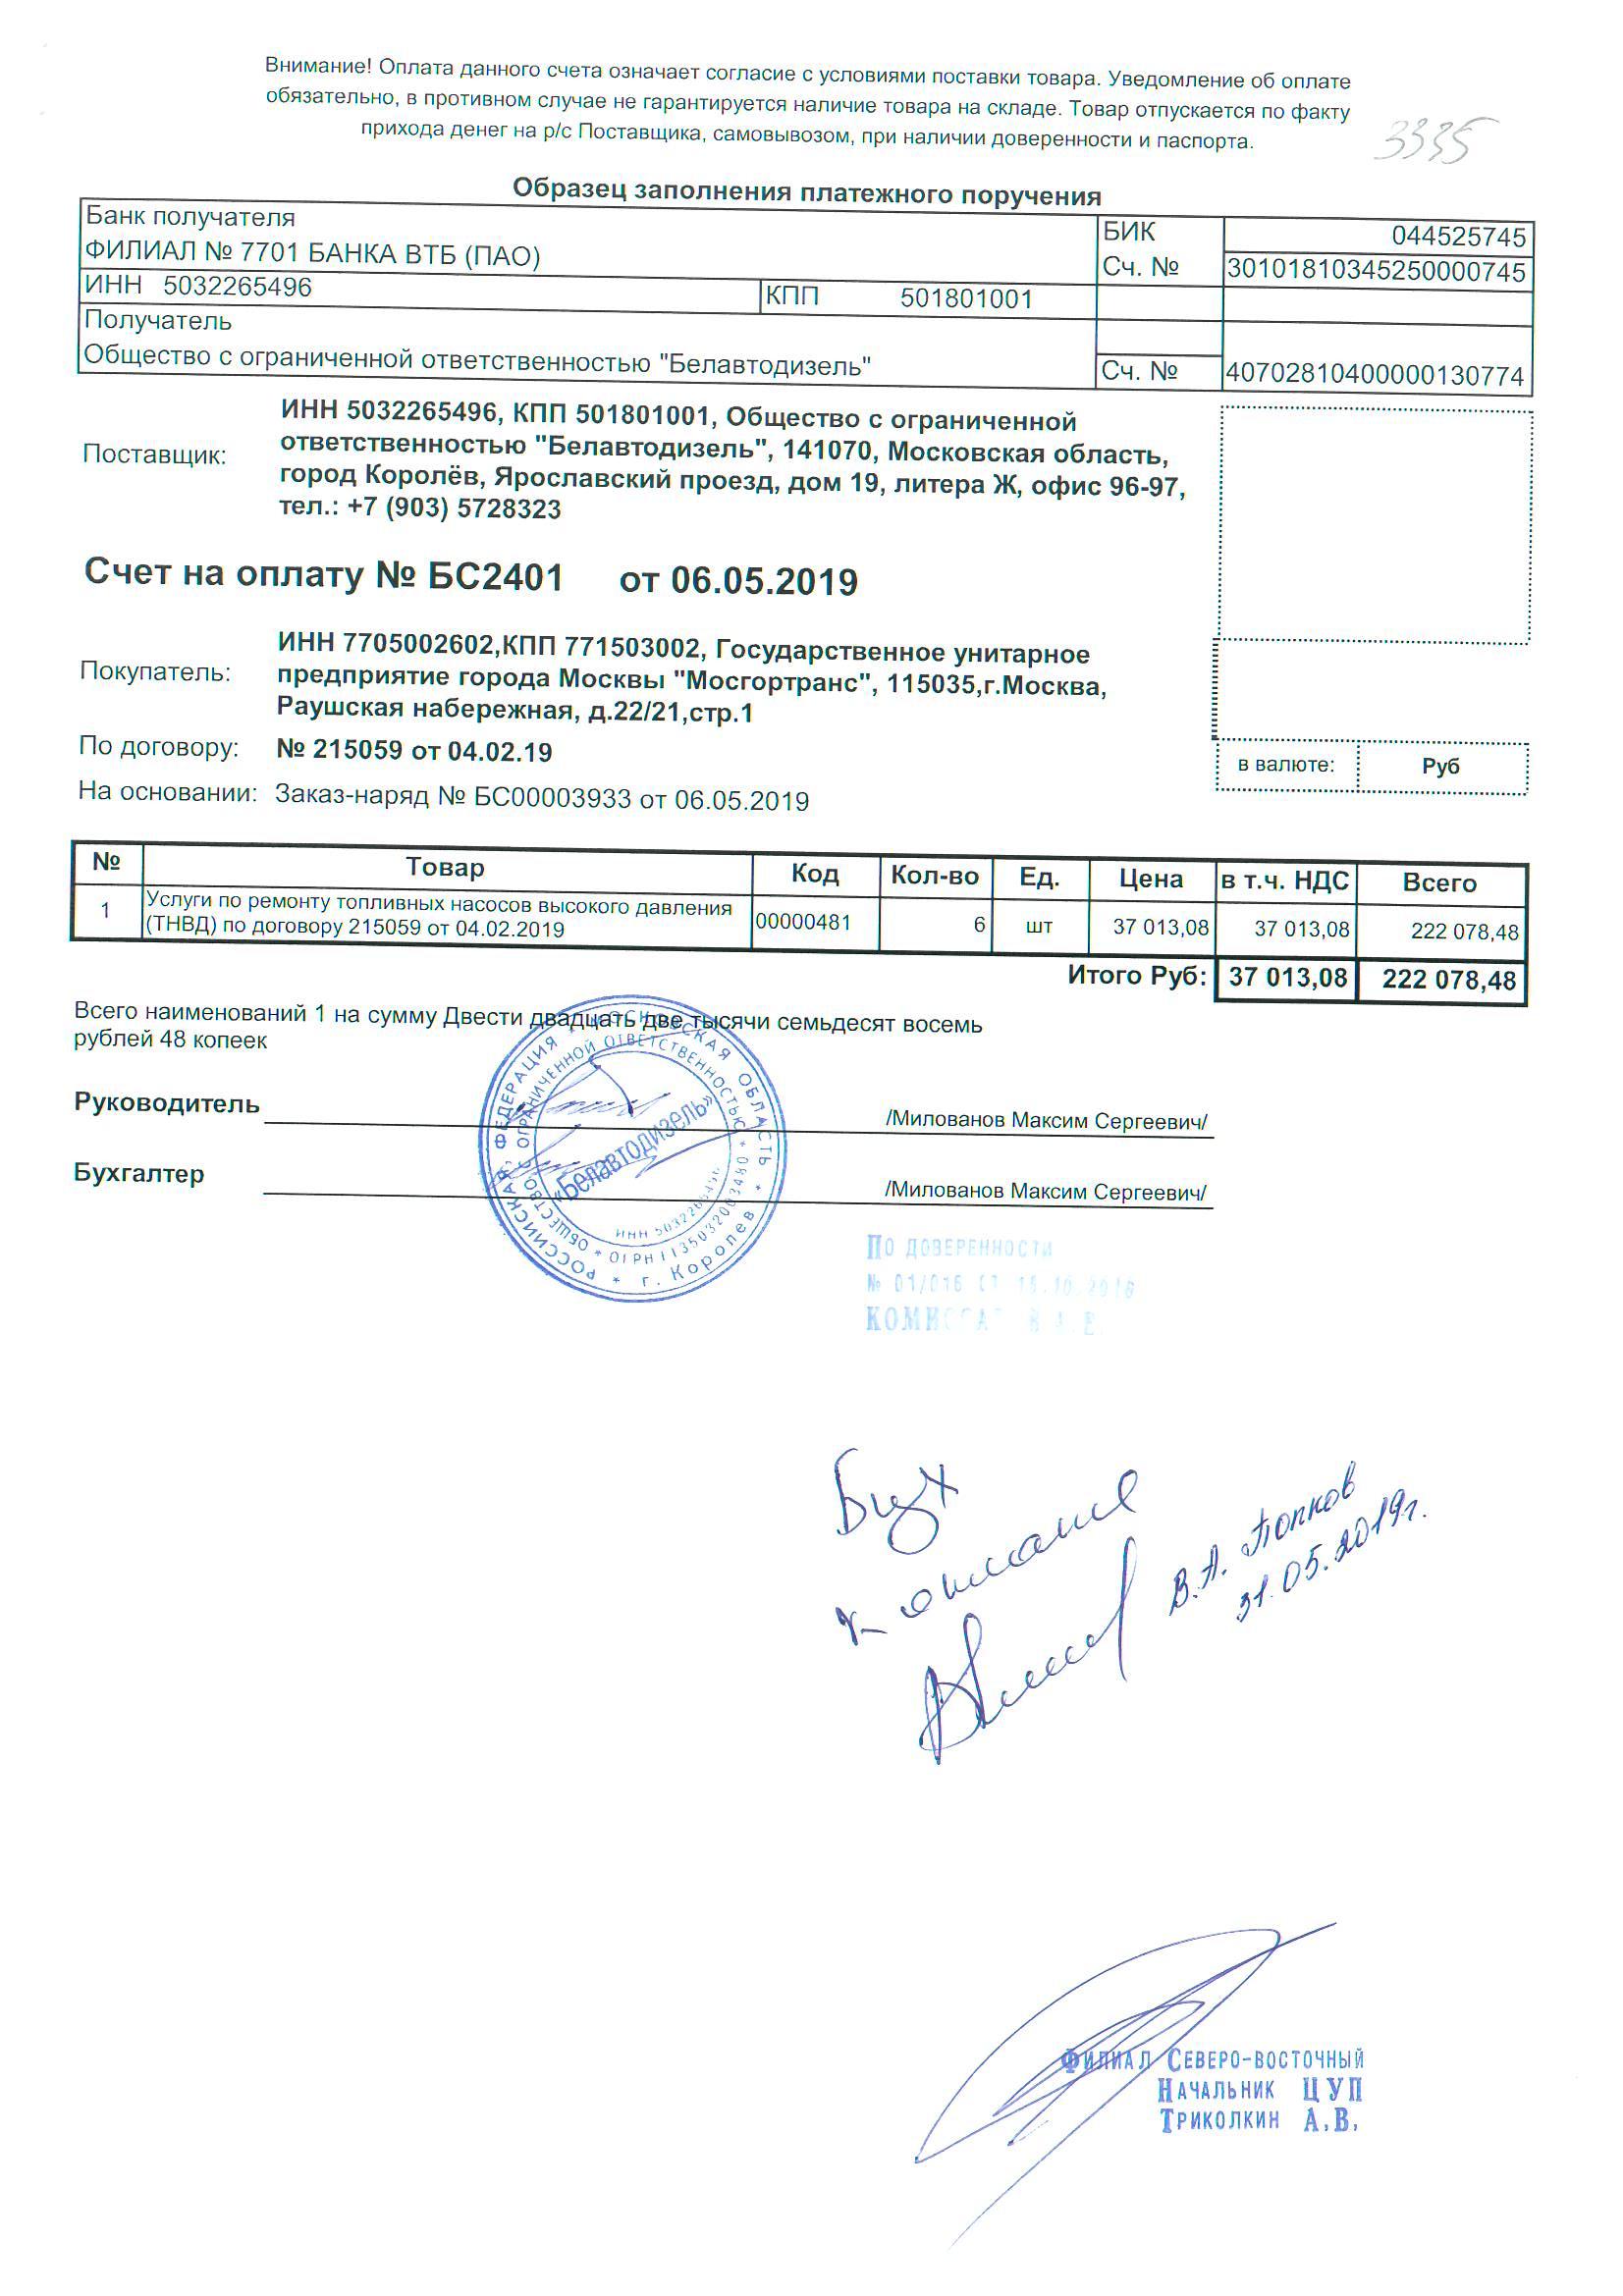 Внимание! Оплата данного счета означает согласие с условиями поставки товара. Уведомление об оплате
обязательно, в противном случае не гарантируется наличие товара на складе. Товар отпускается по факту
прихода денег на р/с Поставщика, самовывозом, при наличии доверенности и паспорта.
3335
Образец заполнения платежного поручения
Банк получателя БИК 044525745
ФИЛИАЛ № 7701 БАНКА ВТБ (ПАО) Сч. № 30101810345250000745
ИНН 5032265496 КПП 501801001
Получатель
Общество с ограниченной ответственностью "Белавтодизель" Сч. № 40702810400000130774
Поставщик:
ИНН 5032265496, КПП 501801001, Общество с ограниченной
ответственностью "Белавтодизель", 141070, Московская область,
город Королёв, Ярославский проезд, дом 19, литера Ж, офис 96-97,
тел.: +7 (903) 5728323
Счет на оплату № БС2401 от 06.05.2019
Покупатель:
ИНН 7705002602,КПП 771503002, Государственное унитарное
предприятие города Москвы "Мосгортранс", 115035,г.Москва,
Раушская набережная, д.22/21,стр.1
По договору: № 215059 от 04.02.19
в валюте: Руб
На основании: Заказ-наряд № БС00003933 от 06.05.2019
№ Товар Код Кол-во Ед. Цена в т.ч. НДС Всего
1 Услуги по ремонту топливных насосов высокого давления
(ТНВД) по договору 215059 от 04.02.2019 00000481 6 шт 37 013,08 37 013,08 222 078,48
Итого Руб: 37 013,08 222 078,48
Всего наименований 1 на сумму Двести двадцать две тысячи семьдесят восемь
рублей 48 копеек
Руководитель /Милованов Максим Сергеевич/
Бухгалтер /Милованов Максим Сергеевич/
РОССИЙСКАЯ ФЕДЕРАЦИЯ * МОСКОВСКАЯ ОБЛАСТЬ * г. Королев *
ОБЩЕСТВО С ОГРАНИЧЕННОЙ ОТВЕТСТВЕННОСТЬЮ * ОГРН 1135032003480 *
«Белавтодизель»
ИНН 5032265496
ПО ДОВЕРЕННОСТИ
№ 01/016
Бух
к оплате
В.А. Попков
31.05.2019г.
ФИЛИАЛ СЕВЕРО-ВОСТОЧНЫЙ
НАЧАЛЬНИК ЦУП
ТРИКОЛКИН А.В.